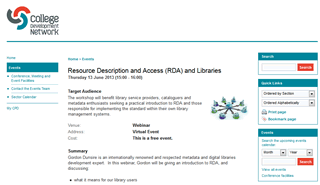 COLLEGE
DEVELOPMENT
NETWORK
Home
Events
Conference, Meeting and
Event Facilities
Contact the Events Team
My CPD
Home > Events
Resource Description and Access (RDA) and Libraries
Thursday 13 June 2013 (15:00 - 16:00)
Target Audience
The workshop will benefit library service providers, cataloguers and
metadata enthusiasts seeking a practical introduction to RDA and those
responsible for implementing the standard within their own library
management systems.
Venue: Webinar
Address: Virtual Event
Cost: This is a free event.
Summary
Gordon Dunsire is an internationally renowned and respected metadata and digital libraries
development expert. In this webinar, Gordon will be giving an introduction to RDA, and
discussing:
what it means for our library users
Search
Search
Quick Links
Ordered by Section
Ordered Alphabetically
Print page
Bookmark page
Events
Search the upcoming events
calendar
Month
Year
Search
View all events
Conference facilities